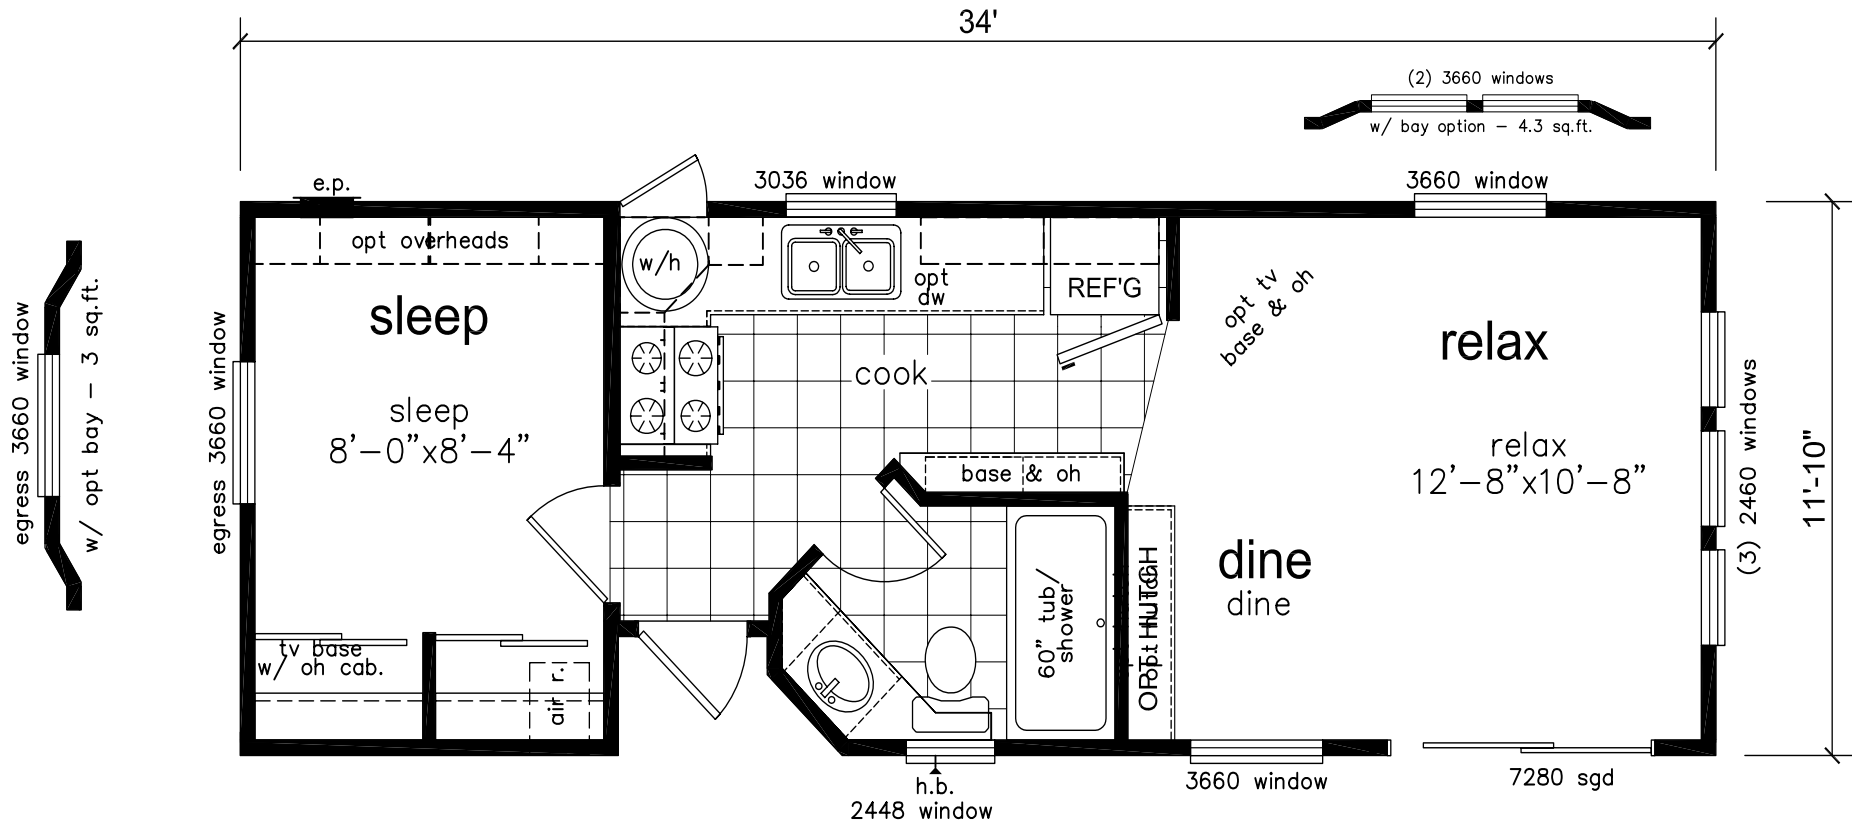 34'
(2) 3660 windows
w/ bay option – 4.3 sq.ft.
e.p.
3036 window
3660 window
opt overheads
w/h
opt
dw
REF'G
opt tv
base & oh
sleep
relax
cook
egress 3660 window
w/ opt bay – 3 sq.ft.
egress 3660 window
sleep
8'–0"x8'–4"
relax
12'–8"x10'–8"
(3) 2460 windows
11'-10"
base & oh
dine
dine
60" tub/
shower
OPT HUTCH
opt hutch
tv base
w/ oh cab.
air r.
h.b.
2448 window
3660 window
7280 sgd